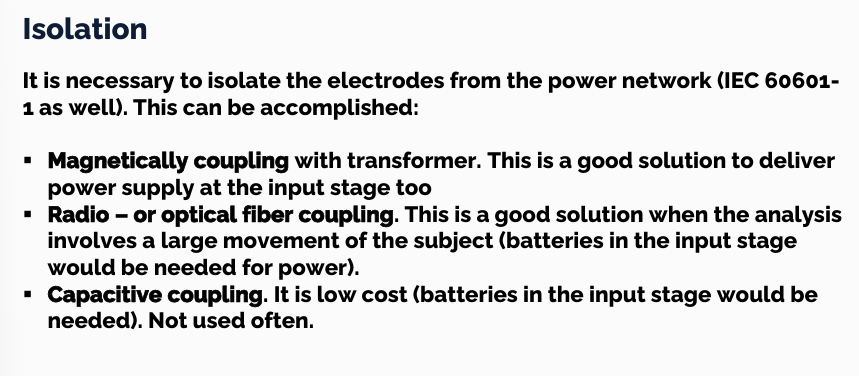 Isolation
It is necessary to isolate the electrodes from the power network (IEC 60601-
1 as well). This can be accomplished:
▪ Magnetically coupling with transformer. This is a good solution to deliver
power supply at the input stage too
▪ Radio – or optical fiber coupling. This is a good solution when the analysis
involves a large movement of the subject (batteries in the input stage
would be needed for power).
▪ Capacitive coupling. It is low cost (batteries in the input stage would be
needed). Not used often.